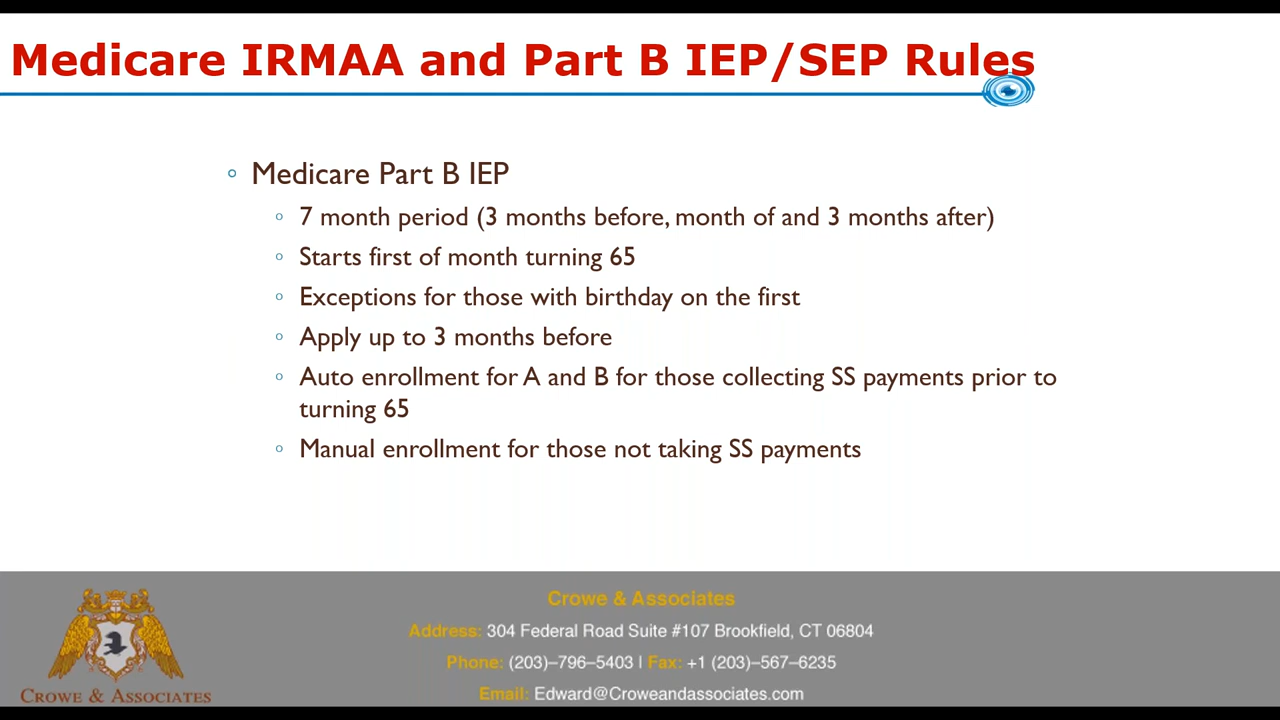 Medicare IRMAA and Part B IEP/SEP Rules
Medicare Part B IEP
7 month period (3 months before, month of and 3 months after)
Starts first of month turning 65
Exceptions for those with birthday on the first
Apply up to 3 months before
Auto enrollment for A and B for those collecting SS payments prior to
turning 65
Manual enrollment for those not taking SS payments
Crowe & Associates
Address: 304 Federal Road Suite #107 Brookfield, CT 06804
Phone: (203)–796–5403 | Fax: +1 (203)–567–6235
Email: Edward@Croweandassociates.com
CROWE & ASSOCIATES